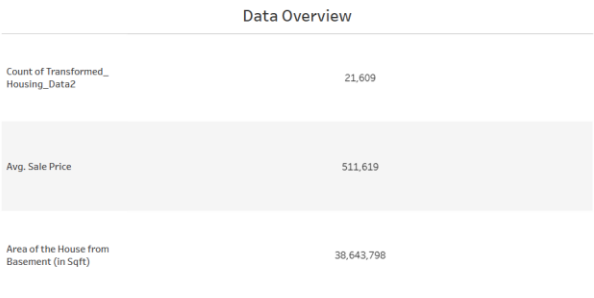 Data Overview
Count of Transformed_
Housing_Data2
21,609
Avg. Sale Price
511,619
Area of the House from
Basement (in Sqft)
38,643,798